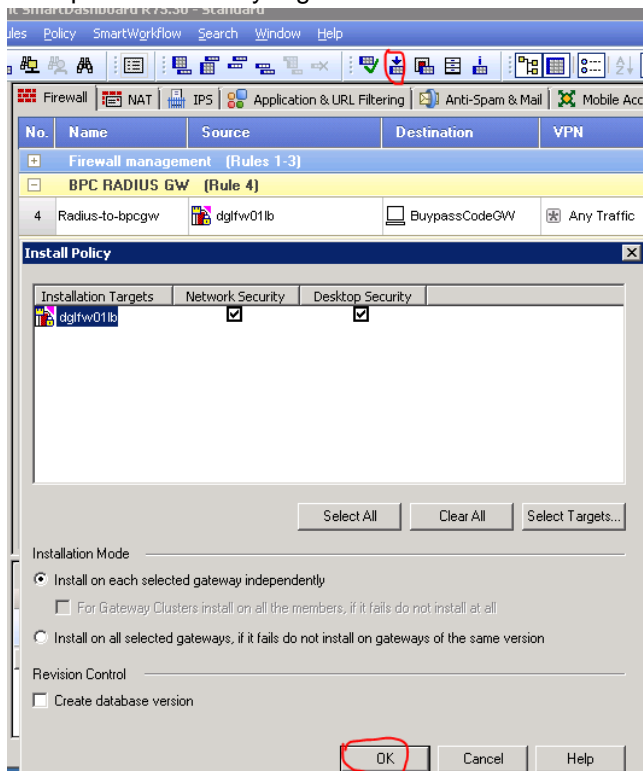 SmartDashboard R75.30 - Standard
Policy SmartWorkflow Search Window Help
Firewall NAT IPS Application & URL Filtering Anti-Spam & Mail Mobile
No. Name Source Destination VPN
Firewall management (Rules 1-3)
BPC RADIUS GW (Rule 4)
4 Radius-to-bpcgw dglfw01lb BuypassCodeGW Any Traffic
Install Policy
Installation Targets Network Security Desktop Security
dglfw01lb
Select All Clear All Select Targets...
Installation Mode
Install on each selected gateway independently
For Gateway Clusters install on all the members, if it fails do not install at all
Install on all selected gateways, if it fails do not install on gateways of the same version
Revision Control
Create database version
OK Cancel Help